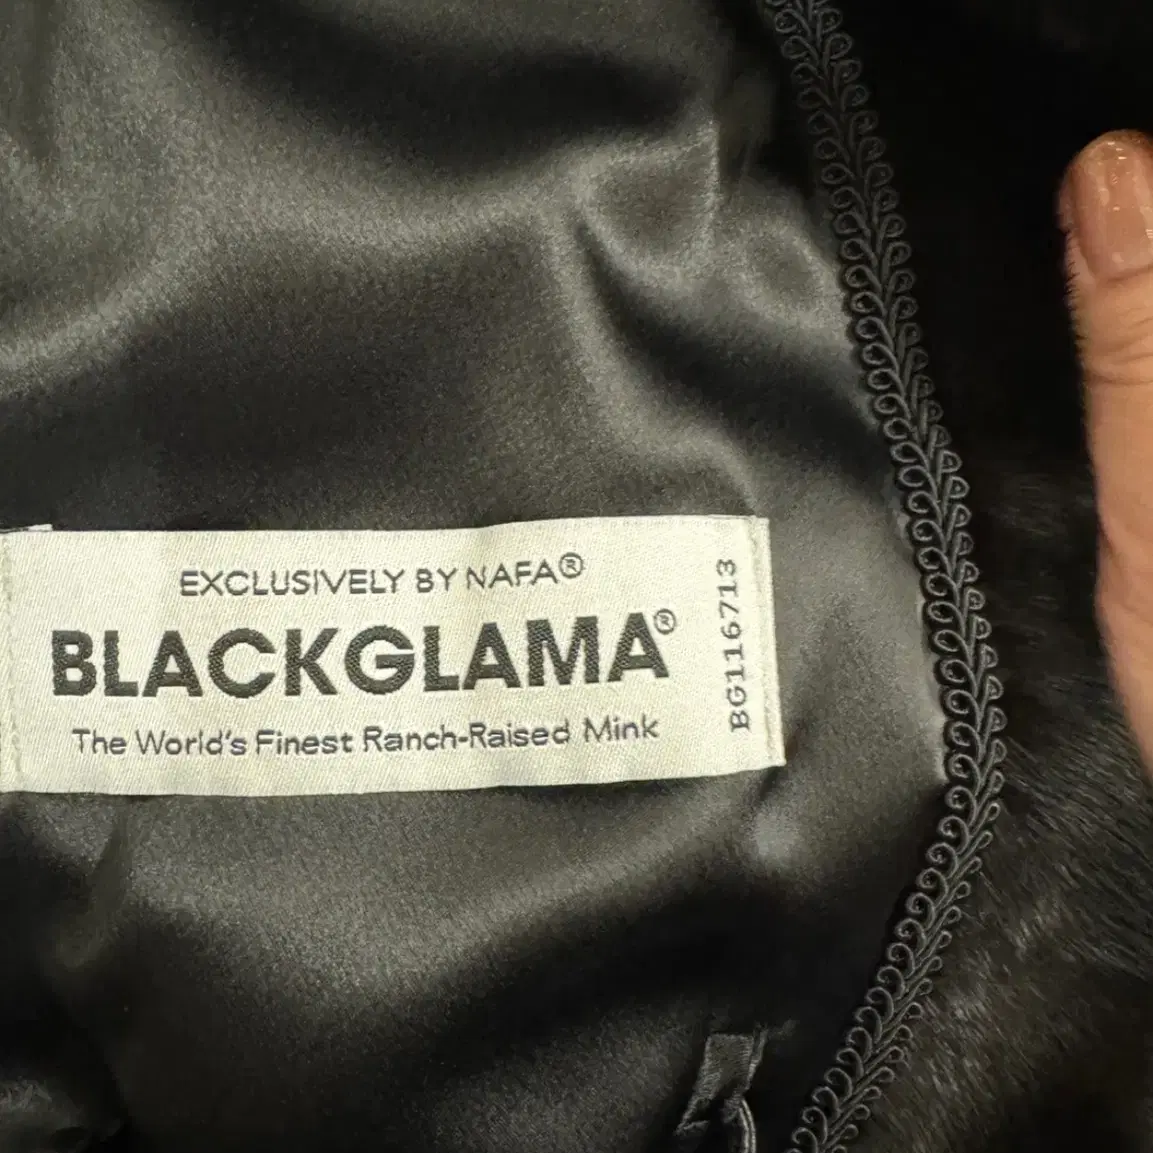 EXCLUSIVELY BY NAFA®
BLACKGLAMA®
The World's Finest Ranch-Raised Mink
BG116713